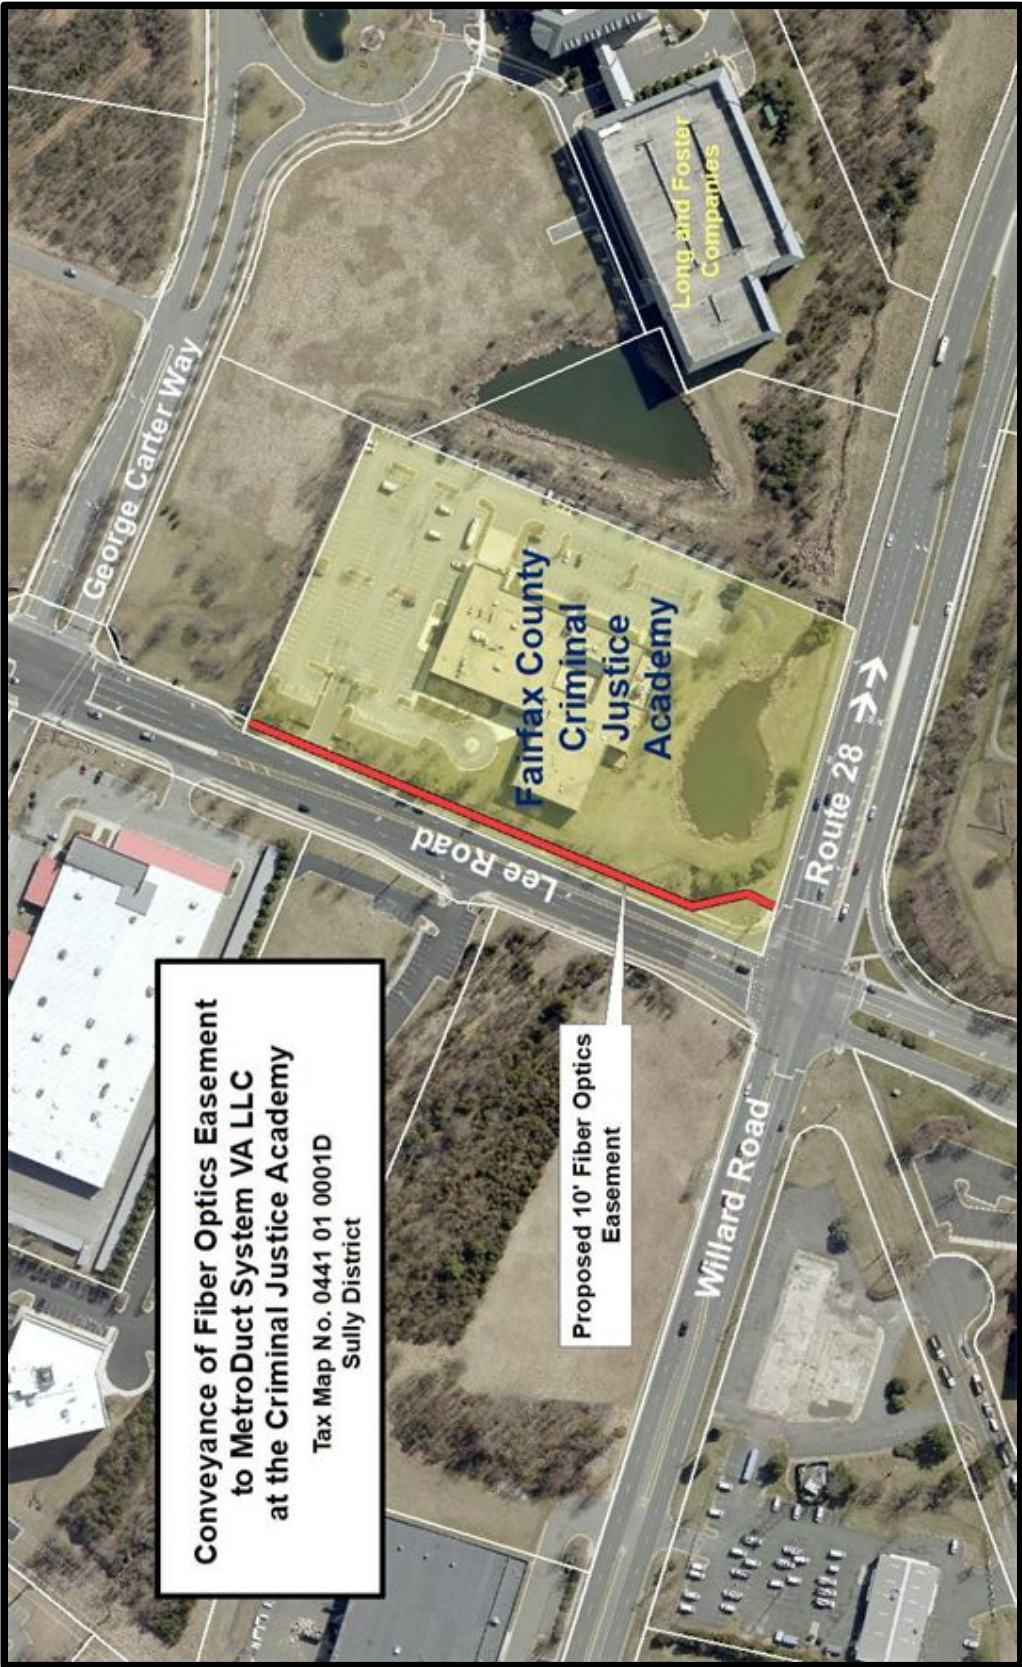 Conveyance of Fiber Optics Easement
to MetroDuct System VA LLC
at the Criminal Justice Academy
Tax Map No. 0441 01 0001D
Sully District
Proposed 10' Fiber Optics
Easement
Willard Road
Lee Road
Route 28
Fairfax County
Criminal
Justice
Academy
George Carter Way
Long and Foster
Companies